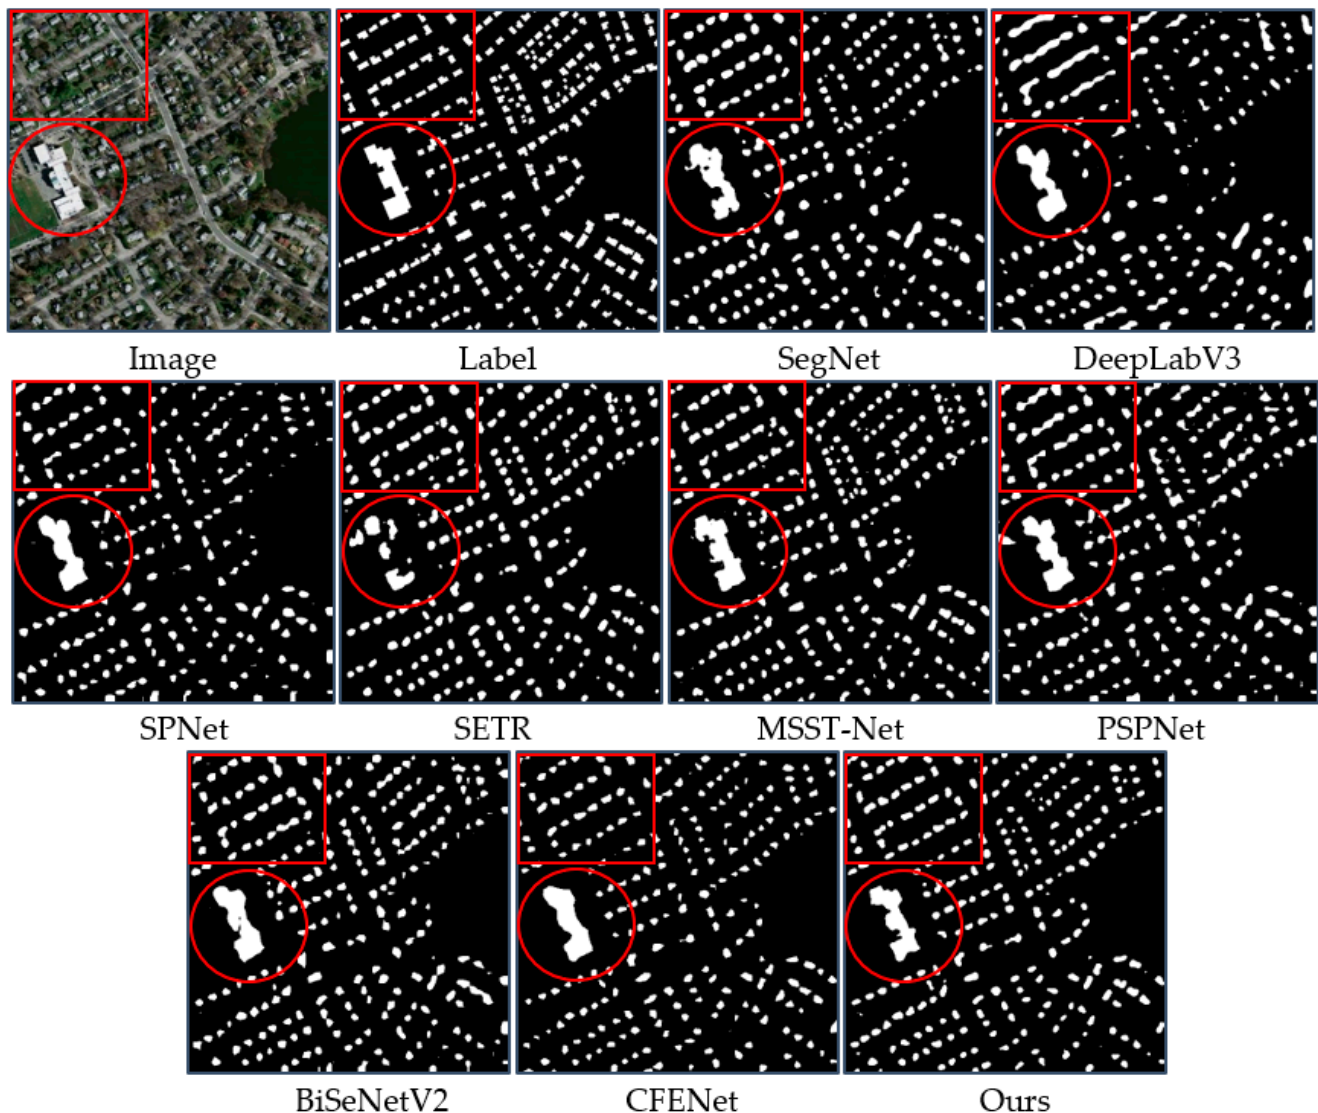 Image Label SegNet DeepLabV3
SPNet SETR MSST-Net PSPNet
BiSeNetV2 CFENet Ours